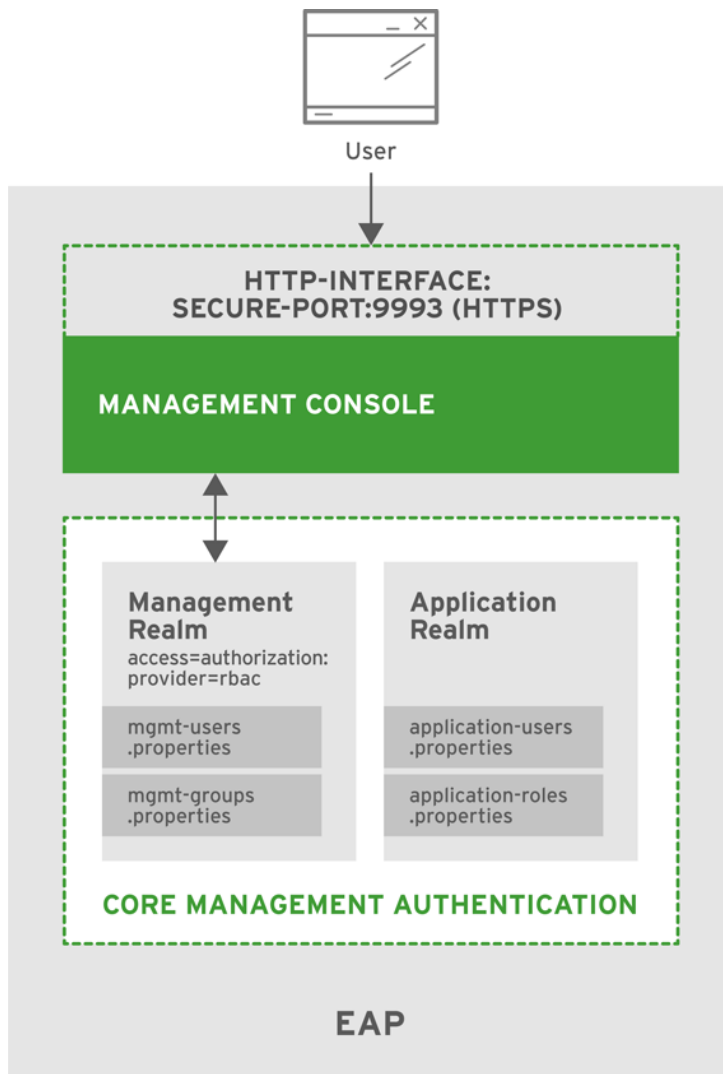 User
HTTP-INTERFACE:
SECURE-PORT:9993 (HTTPS)
MANAGEMENT CONSOLE
Management
Realm
access=authorization:
provider=rbac
mgmt-users
.properties
mgmt-groups
.properties
Application
Realm
application-users
.properties
application-roles
.properties
CORE MANAGEMENT AUTHENTICATION
EAP